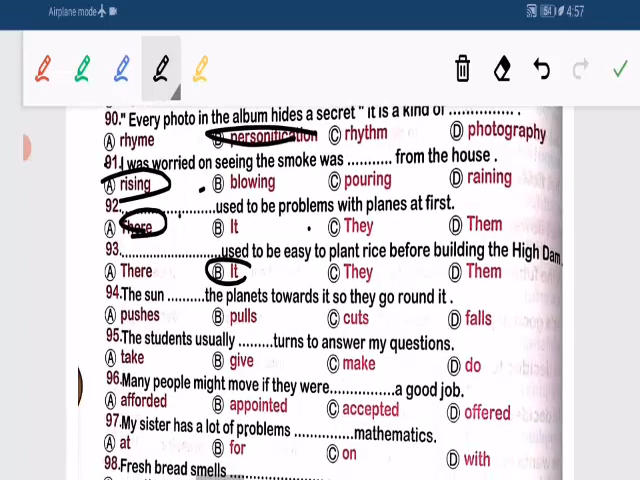 Airplane mode 54 4:57
90." Every photo in the album hides a secret " It is a kind of .............. .
A rhyme B personification C rhythm D photography
91.I was worried on seeing the smoke was ........... from the house .
A rising B blowing C pouring D raining
92. ........................used to be problems with planes at first.
A There B It C They D Them
93. ..........................used to be easy to plant rice before building the High Dam.
A There B It C They D Them
94.The sun .........the planets towards it so they go round it .
A pushes B pulls C cuts D falls
95.The students usually .........turns to answer my questions.
A take B give C make D do
96.Many people might move if they were................a good job.
A afforded B appointed C accepted D offered
97.My sister has a lot of problems ...............mathematics.
A at B for C on D with
98.Fresh bread smells .........................